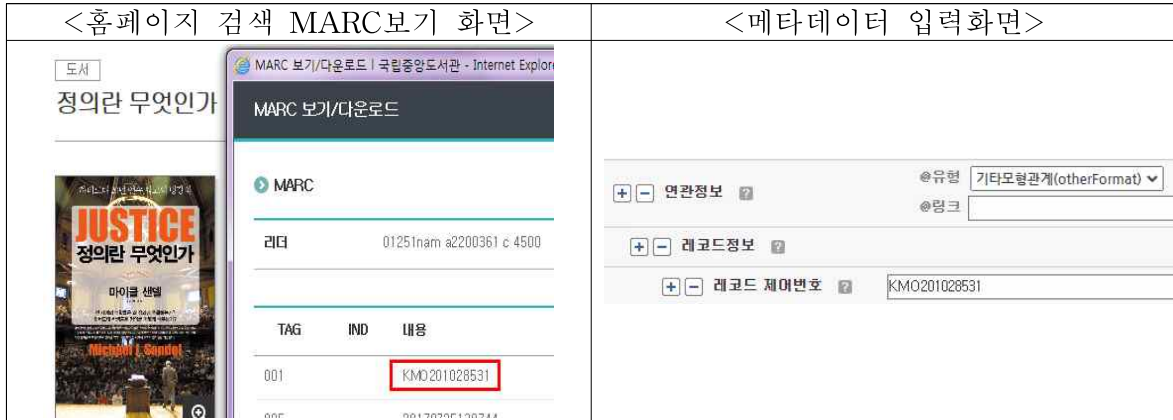 <홈페이지 검색 MARC보기 화면>
<메타데이터 입력화면>
도서
정의란 무엇인가
MARC 보기/다운로드 | 국립중앙도서관 - Internet Explore
MARC 보기/다운로드
MARC
리더 01251nam a2200361 c 4500
TAG IND 내용
001 KMO201028531
005
JUSTICE
정의란 무엇인가
마이클 샌델
Michael J. Sandel
연관정보
@유형 기타모형관계(otherFormat)
@링크
레코드정보
레코드 제어번호 KMO201028531